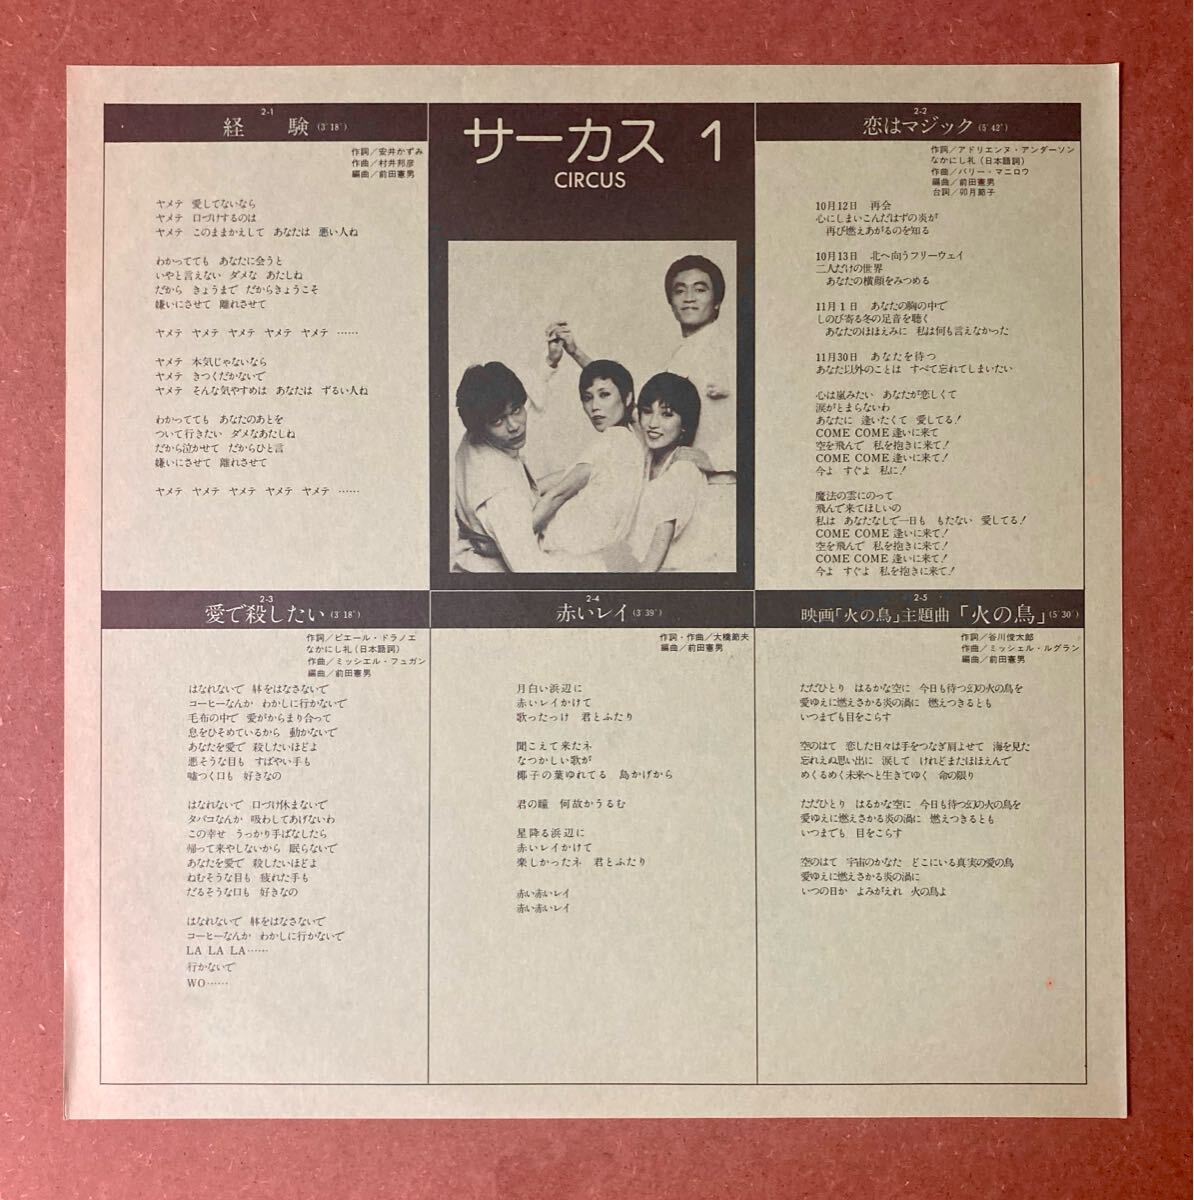 2-1
経験 (3'18")
作詞／安井かずみ
作曲／村井邦彦
編曲／前田憲男
ヤメテ 愛してないなら
ヤメテ 口づけするのは
ヤメテ このままかえして あなたは 悪い人ね
わかってても あなたに会うと
いやと言えない ダメな あたしね
だから きょうまで だからきょうこそ
嫌いにさせて 離れさせて
ヤメテ ヤメテ ヤメテ ヤメテ ヤメテ ……
ヤメテ 本気じゃないなら
ヤメテ きつくだかないで
ヤメテ そんな気やすめは あなたは ずるい人ね
わかってても あなたのあとを
ついて行きたい ダメなあたしね
だから泣かせて だからひと言
嫌いにさせて 離れさせて
ヤメテ ヤメテ ヤメテ ヤメテ ヤメテ ……
サーカス 1
CIRCUS
2-2
恋はマジック (5'42")
作詞／アドリエンヌ・アンダーソン
なかにし礼（日本語詞）
作曲／バリー・マニロウ
編曲／前田憲男
台詞／卯月節子
10月12日 再会
心にしまいこんだはずの炎が
再び燃えあがるのを知る
10月13日 北へ向うフリーウェイ
二人だけの世界
あなたの横顔をみつめる
11月1日 あなたの胸の中で
しのび寄る冬の足音を聴く
あなたのほほえみに 私は何も言えなかった
11月30日 あなたを待つ
あなた以外のことは すべて忘れてしまいたい
心は嵐みたい あなたが恋しくて
涙がとまらないわ
あなたに 逢いたくて 愛してる！
COME COME 逢いに来て
空を飛んで 私を抱きに来て！
COME COME 逢いに来て！
今よ すぐよ 私に！
魔法の雲にのって
飛んで来てほしいの
私は あなたなしで一日も もたない 愛してる！
COME COME 逢いに来て！
空を飛んで 私を抱きに来て！
COME COME 逢いに来て！
今よ すぐよ 私を抱きに来て！
2-3
愛で殺したい (3'18")
作詞／ピエール・ドラノエ
なかにし礼（日本語詞）
作曲／ミッシエル・フュガン
編曲／前田憲男
はなれないで 躰をはなさないで
コーヒーなんか わかしに行かないで
毛布の中で 愛がからまり合って
息をひそめているから 動かないで
あなたを愛で 殺したいほどよ
悪そうな目も すばやい手も
嘘つく口も 好きなの
はなれないで 口づけ休まないで
タバコなんか 吸わしてあげないわ
この幸せ うっかり手ばなしたら
帰って来やしないから 眠らないで
あなたを愛で 殺したいほどよ
ねむそうな目も 疲れた手も
だるそうな口も 好きなの
はなれないで 躰をはなさないで
コーヒーなんか わかしに行かないで
LA LA LA……
行かないで
WO……
2-4
赤いレイ (3'39")
作詞・作曲／大橋節夫
編曲／前田憲男
月白い浜辺に
赤いレイかけて
歌ったっけ 君とふたり
聞こえて来たネ
なつかしい歌が
椰子の葉ゆれてる 島かげから
君の瞳 何故かうるむ
星降る浜辺に
赤いレイかけて
楽しかったネ 君とふたり
赤い赤いレイ
赤い赤いレイ
2-5
映画「火の鳥」主題曲「火の鳥」(5'30")
作詞／谷川俊太郎
作曲／ミッシェル・ルグラン
編曲／前田憲男
ただひとり はるかな空に 今日も待つ幻の火の鳥を
愛ゆえに燃えさかる炎の渦に 燃えつきるとも
いつまでも目をこらす
空のはて 恋した日々は手をつなぎ肩よせて 海を見た
忘れえぬ思い出に 涙して けれどまたほほえんで
めくるめく未来へと生きてゆく 命の限り
ただひとり はるかな空に 今日も待つ幻の火の鳥を
愛ゆえに燃えさかる炎の渦に 燃えつきるとも
いつまでも 目をこらす
空のはて 宇宙のかなた どこにいる真実の愛の鳥
愛ゆえに燃えさかる炎の渦に
いつの日か よみがえれ 火の鳥よ